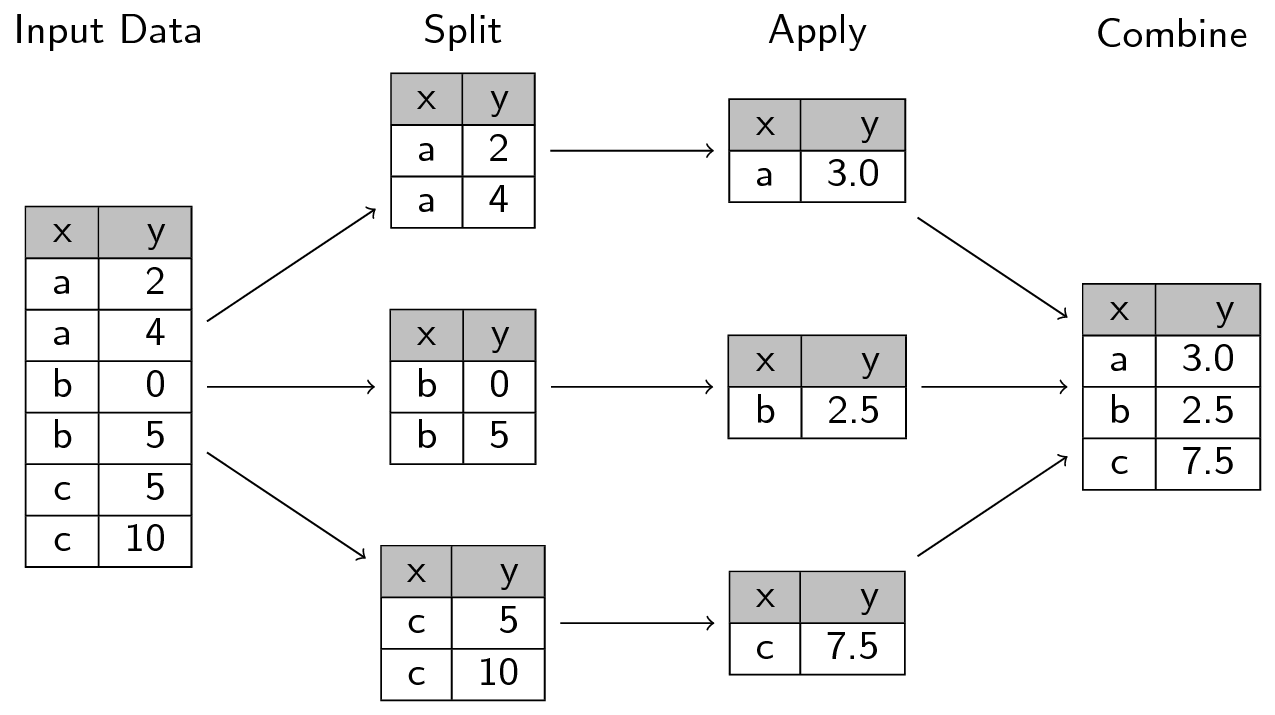 Input Data
x y
a 2
a 4
b 0
b 5
c 5
c 10
Split
x y
a 2
a 4
x y
b 0
b 5
x y
c 5
c 10
Apply
x y
a 3.0
x y
b 2.5
x y
c 7.5
Combine
x y
a 3.0
b 2.5
c 7.5